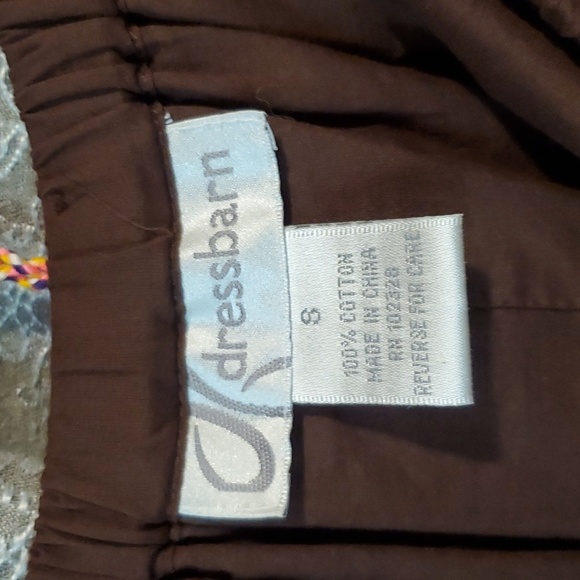 dressbarn
S
100% COTTON
MADE IN CHINA
RN 102328
REVERSE FOR CARE